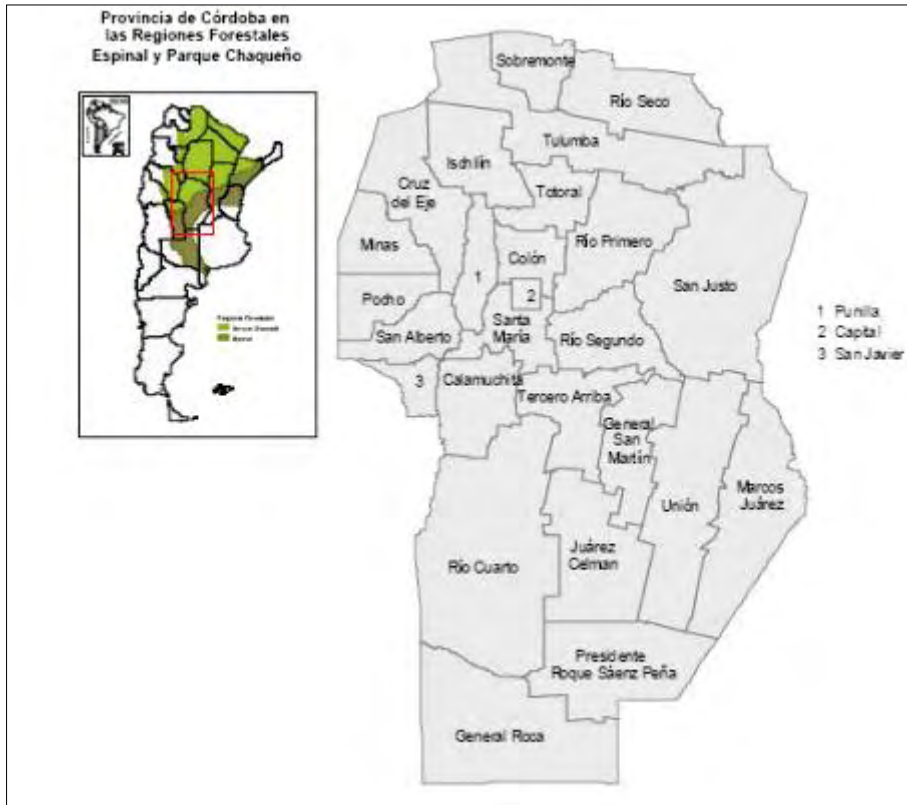 Provincia de Córdoba en
las Regiones Forestales
Espinal y Parque Chaqueño
Sobremonte
Río Seco
Tulumba
Ischilín
Totoral
Cruz
del Eje
Río Primero
Minas
Colón
San Justo
1
2
Pocho
Santa
María
San Alberto
Río Segundo
3
Calamuchita
Tercero Arriba
General
San
Martín
Marcos
Juárez
Unión
Río Cuarto
Juárez
Celman
Presidente
Roque Sáenz Peña
General Roca
1 Punilla
2 Capital
3 San Javier